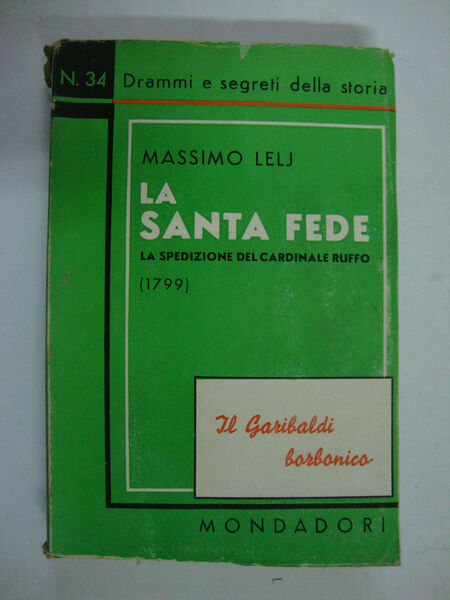 N. 34 Drammi e segreti della storia
MASSIMO LELJ
LA
SANTA FEDE
LA SPEDIZIONE DEL CARDINALE RUFFO
(1799)
Il Garibaldi
borbonico
MONDADORI